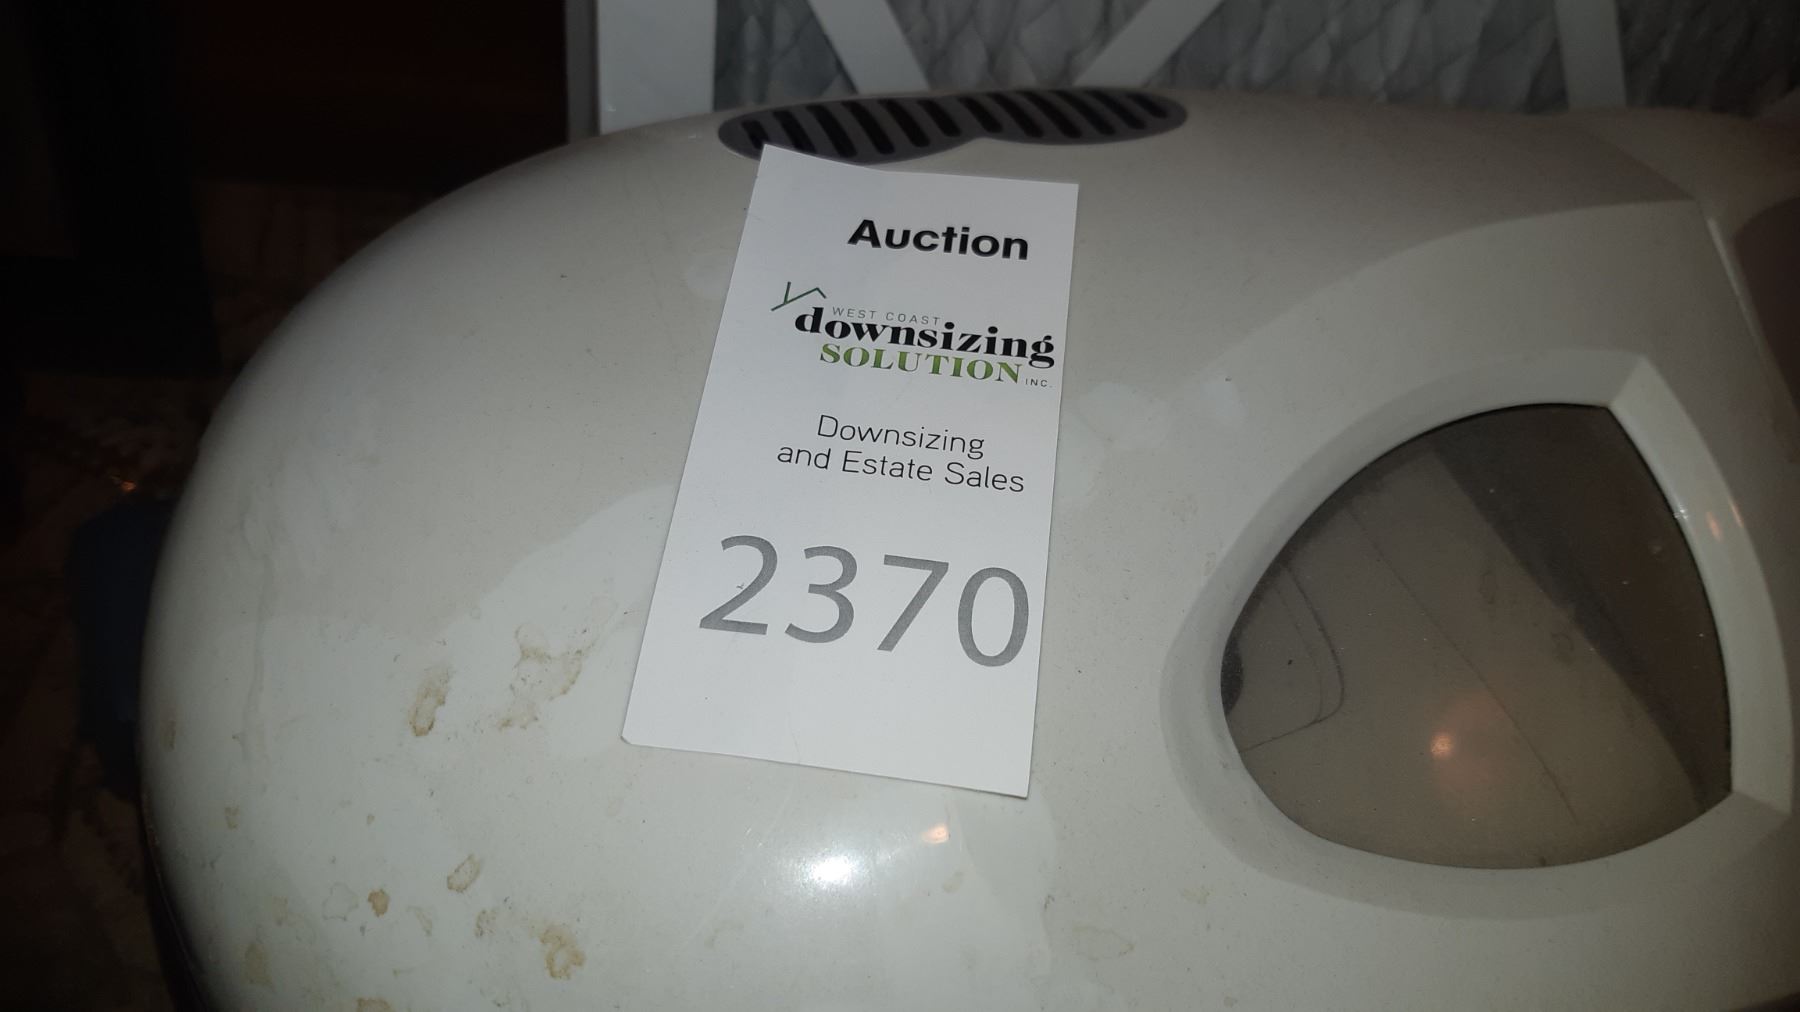 Auction
WEST COAST
downsizing
SOLUTION INC.
Downsizing
and Estate Sales
2370